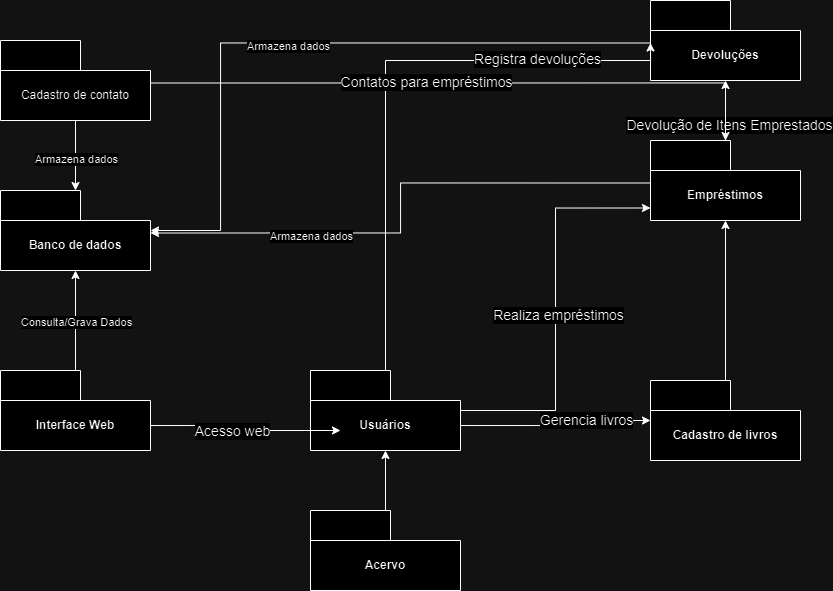 Armazena dados
Devoluções
Registra devoluções
Contatos para empréstimos
Cadastro de contato
Devolução de Itens Emprestados
Armazena dados
Empréstimos
Armazena dados
Banco de dados
Realiza empréstimos
Consulta/Grava Dados
Interface Web
Acesso web
Usuários
Gerencia livros
Cadastro de livros
Acervo